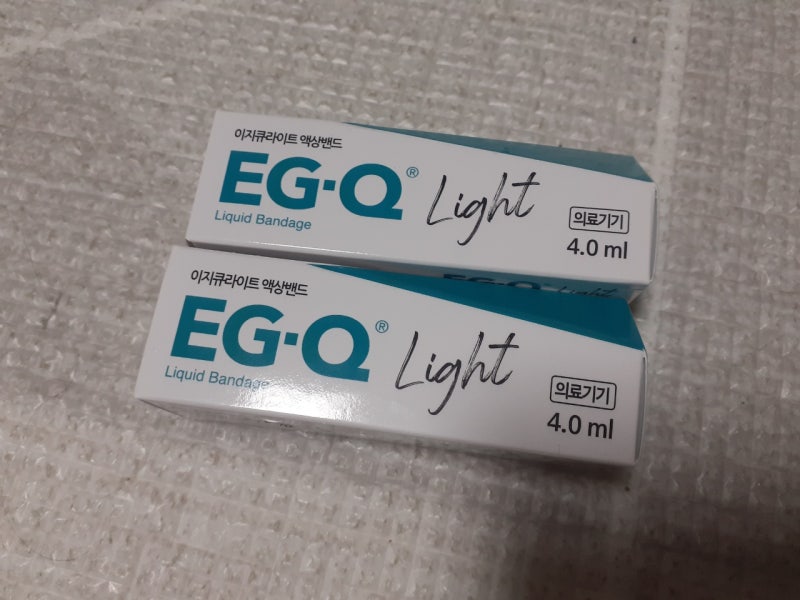 이지큐라이트 액상밴드
EG·Q® Light
Liquid Bandage
의료기기
4.0 ml
이지큐라이트 액상밴드
EG·Q® Light
Liquid Bandage
의료기기
4.0 ml
EG·Q Light